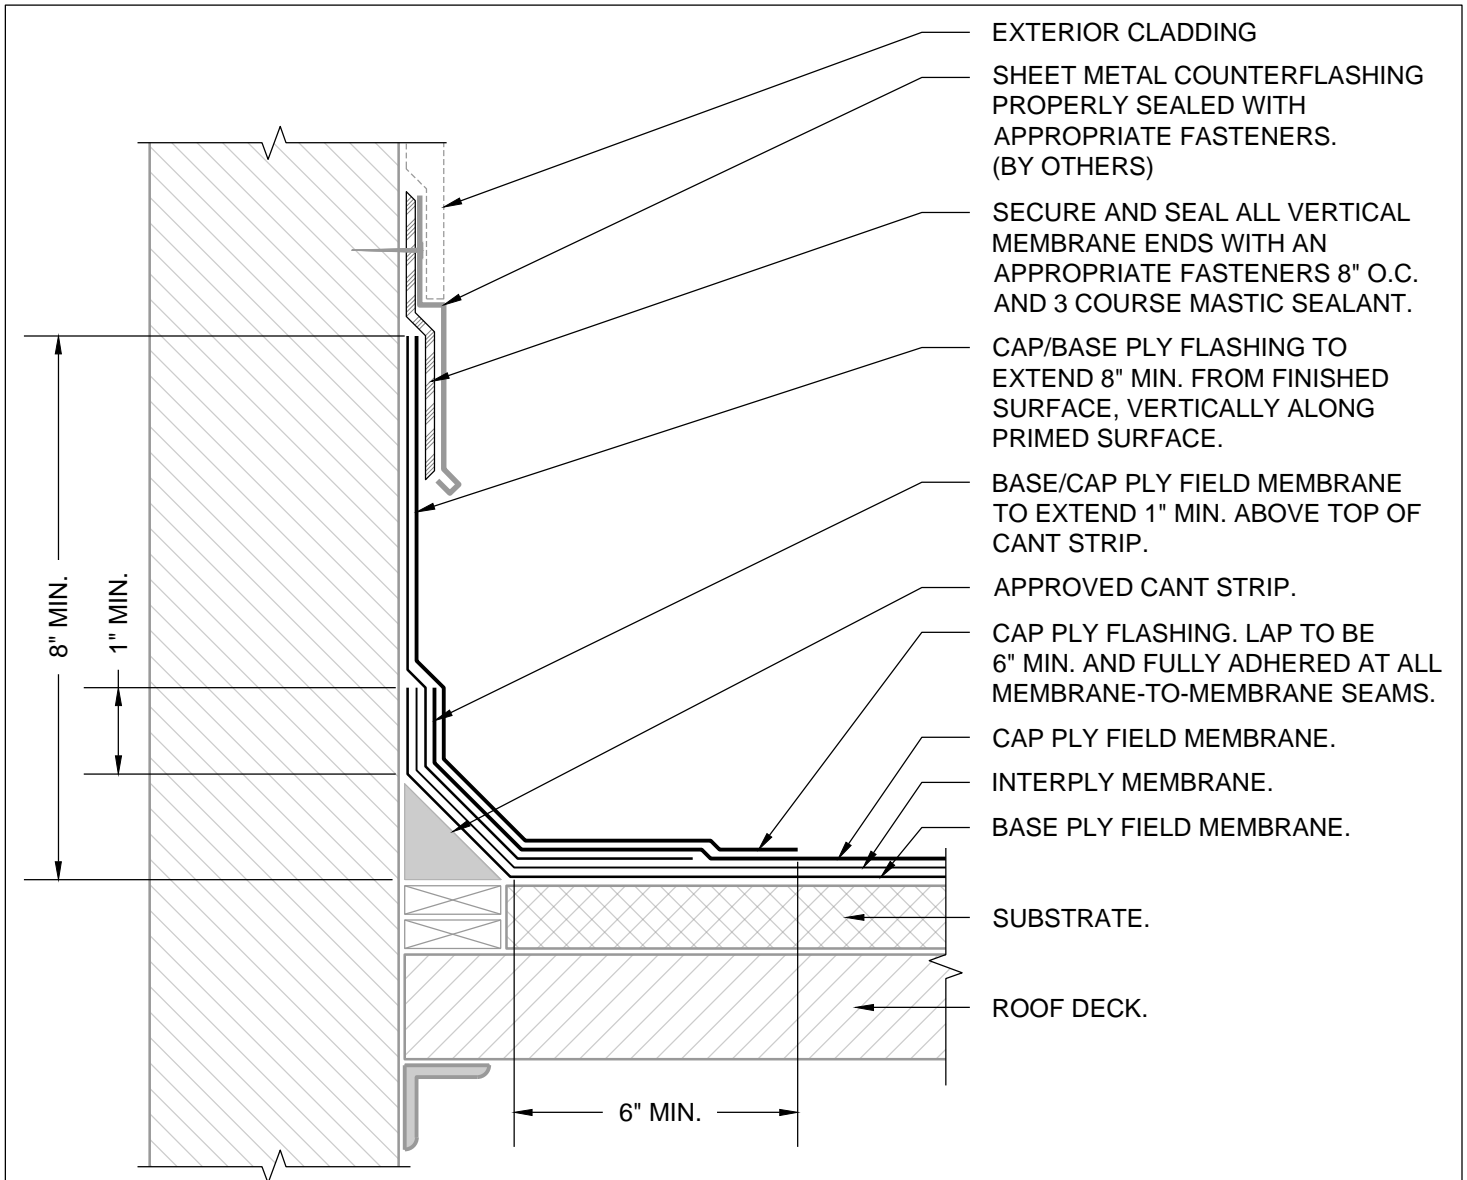 EXTERIOR CLADDING
SHEET METAL COUNTERFLASHING
PROPERLY SEALED WITH
APPROPRIATE FASTENERS.
(BY OTHERS)
SECURE AND SEAL ALL VERTICAL
MEMBRANE ENDS WITH AN
APPROPRIATE FASTENERS 8" O.C.
AND 3 COURSE MASTIC SEALANT.
CAP/BASE PLY FLASHING TO
EXTEND 8" MIN. FROM FINISHED
SURFACE, VERTICALLY ALONG
PRIMED SURFACE.
BASE/CAP PLY FIELD MEMBRANE
TO EXTEND 1" MIN. ABOVE TOP OF
CANT STRIP.
APPROVED CANT STRIP.
CAP PLY FLASHING. LAP TO BE
6" MIN. AND FULLY ADHERED AT ALL
MEMBRANE-TO-MEMBRANE SEAMS.
CAP PLY FIELD MEMBRANE.
INTERPLY MEMBRANE.
BASE PLY FIELD MEMBRANE.
SUBSTRATE.
ROOF DECK.
8" MIN.
1" MIN.
6" MIN.